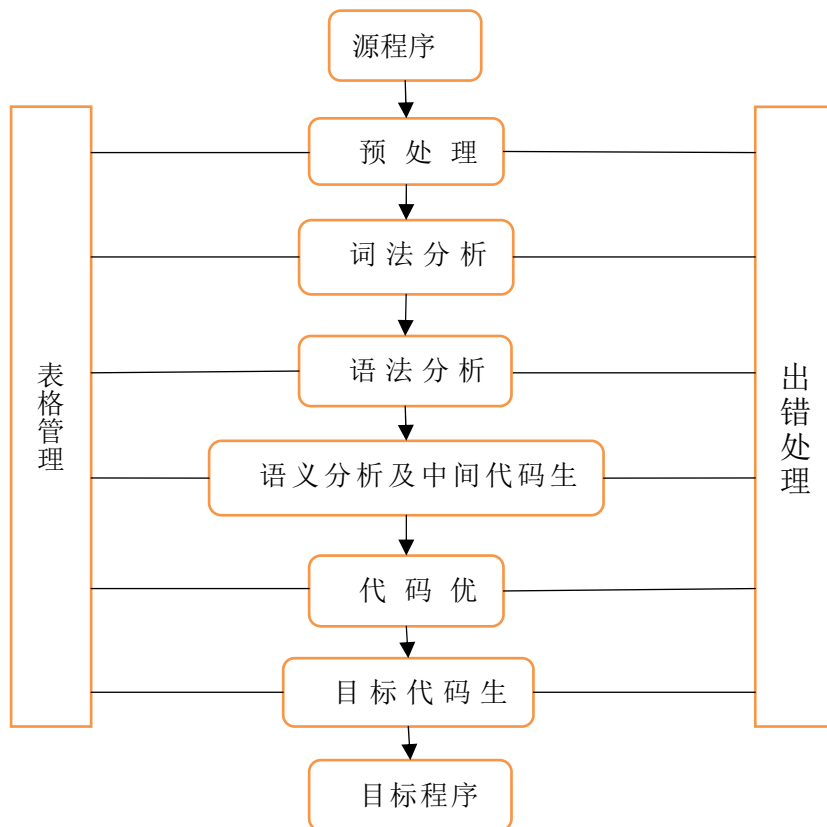 源程序
预处理
词法分析
语法分析
表格管理
出错处理
语义分析及中间代码生
代码优
目标代码生
目标程序